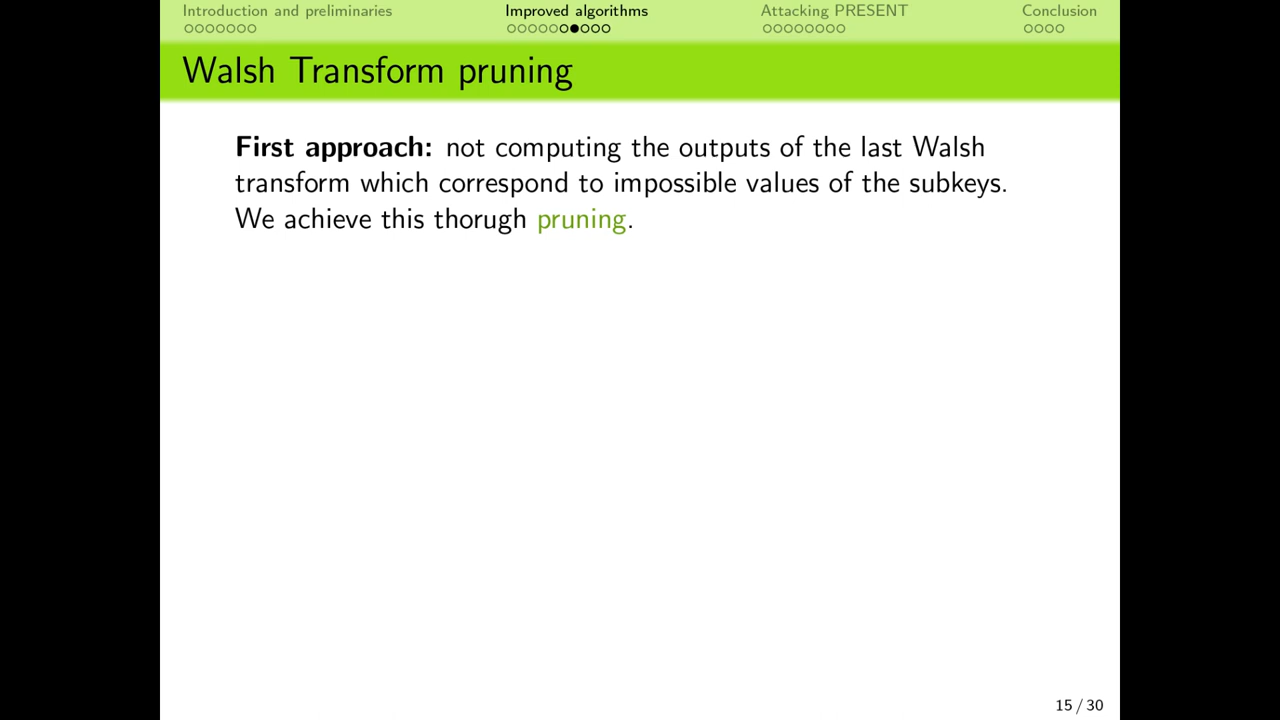 Introduction and preliminaries
Improved algorithms
Attacking PRESENT
Conclusion
Walsh Transform pruning
First approach: not computing the outputs of the last Walsh
transform which correspond to impossible values of the subkeys.
We achieve this thorugh pruning.
15 / 30